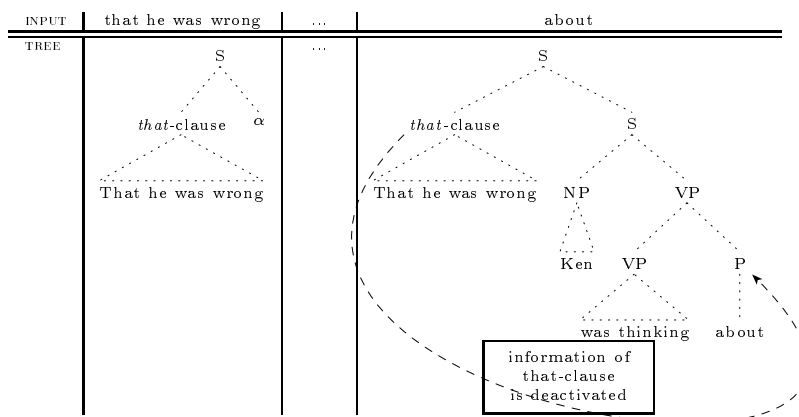 INPUT that he was wrong ... about
TREE ...
S S
that-clause α that-clause S
That he was wrong That he was wrong NP VP
Ken VP P
was thinking about
information of
that-clause
is deactivated